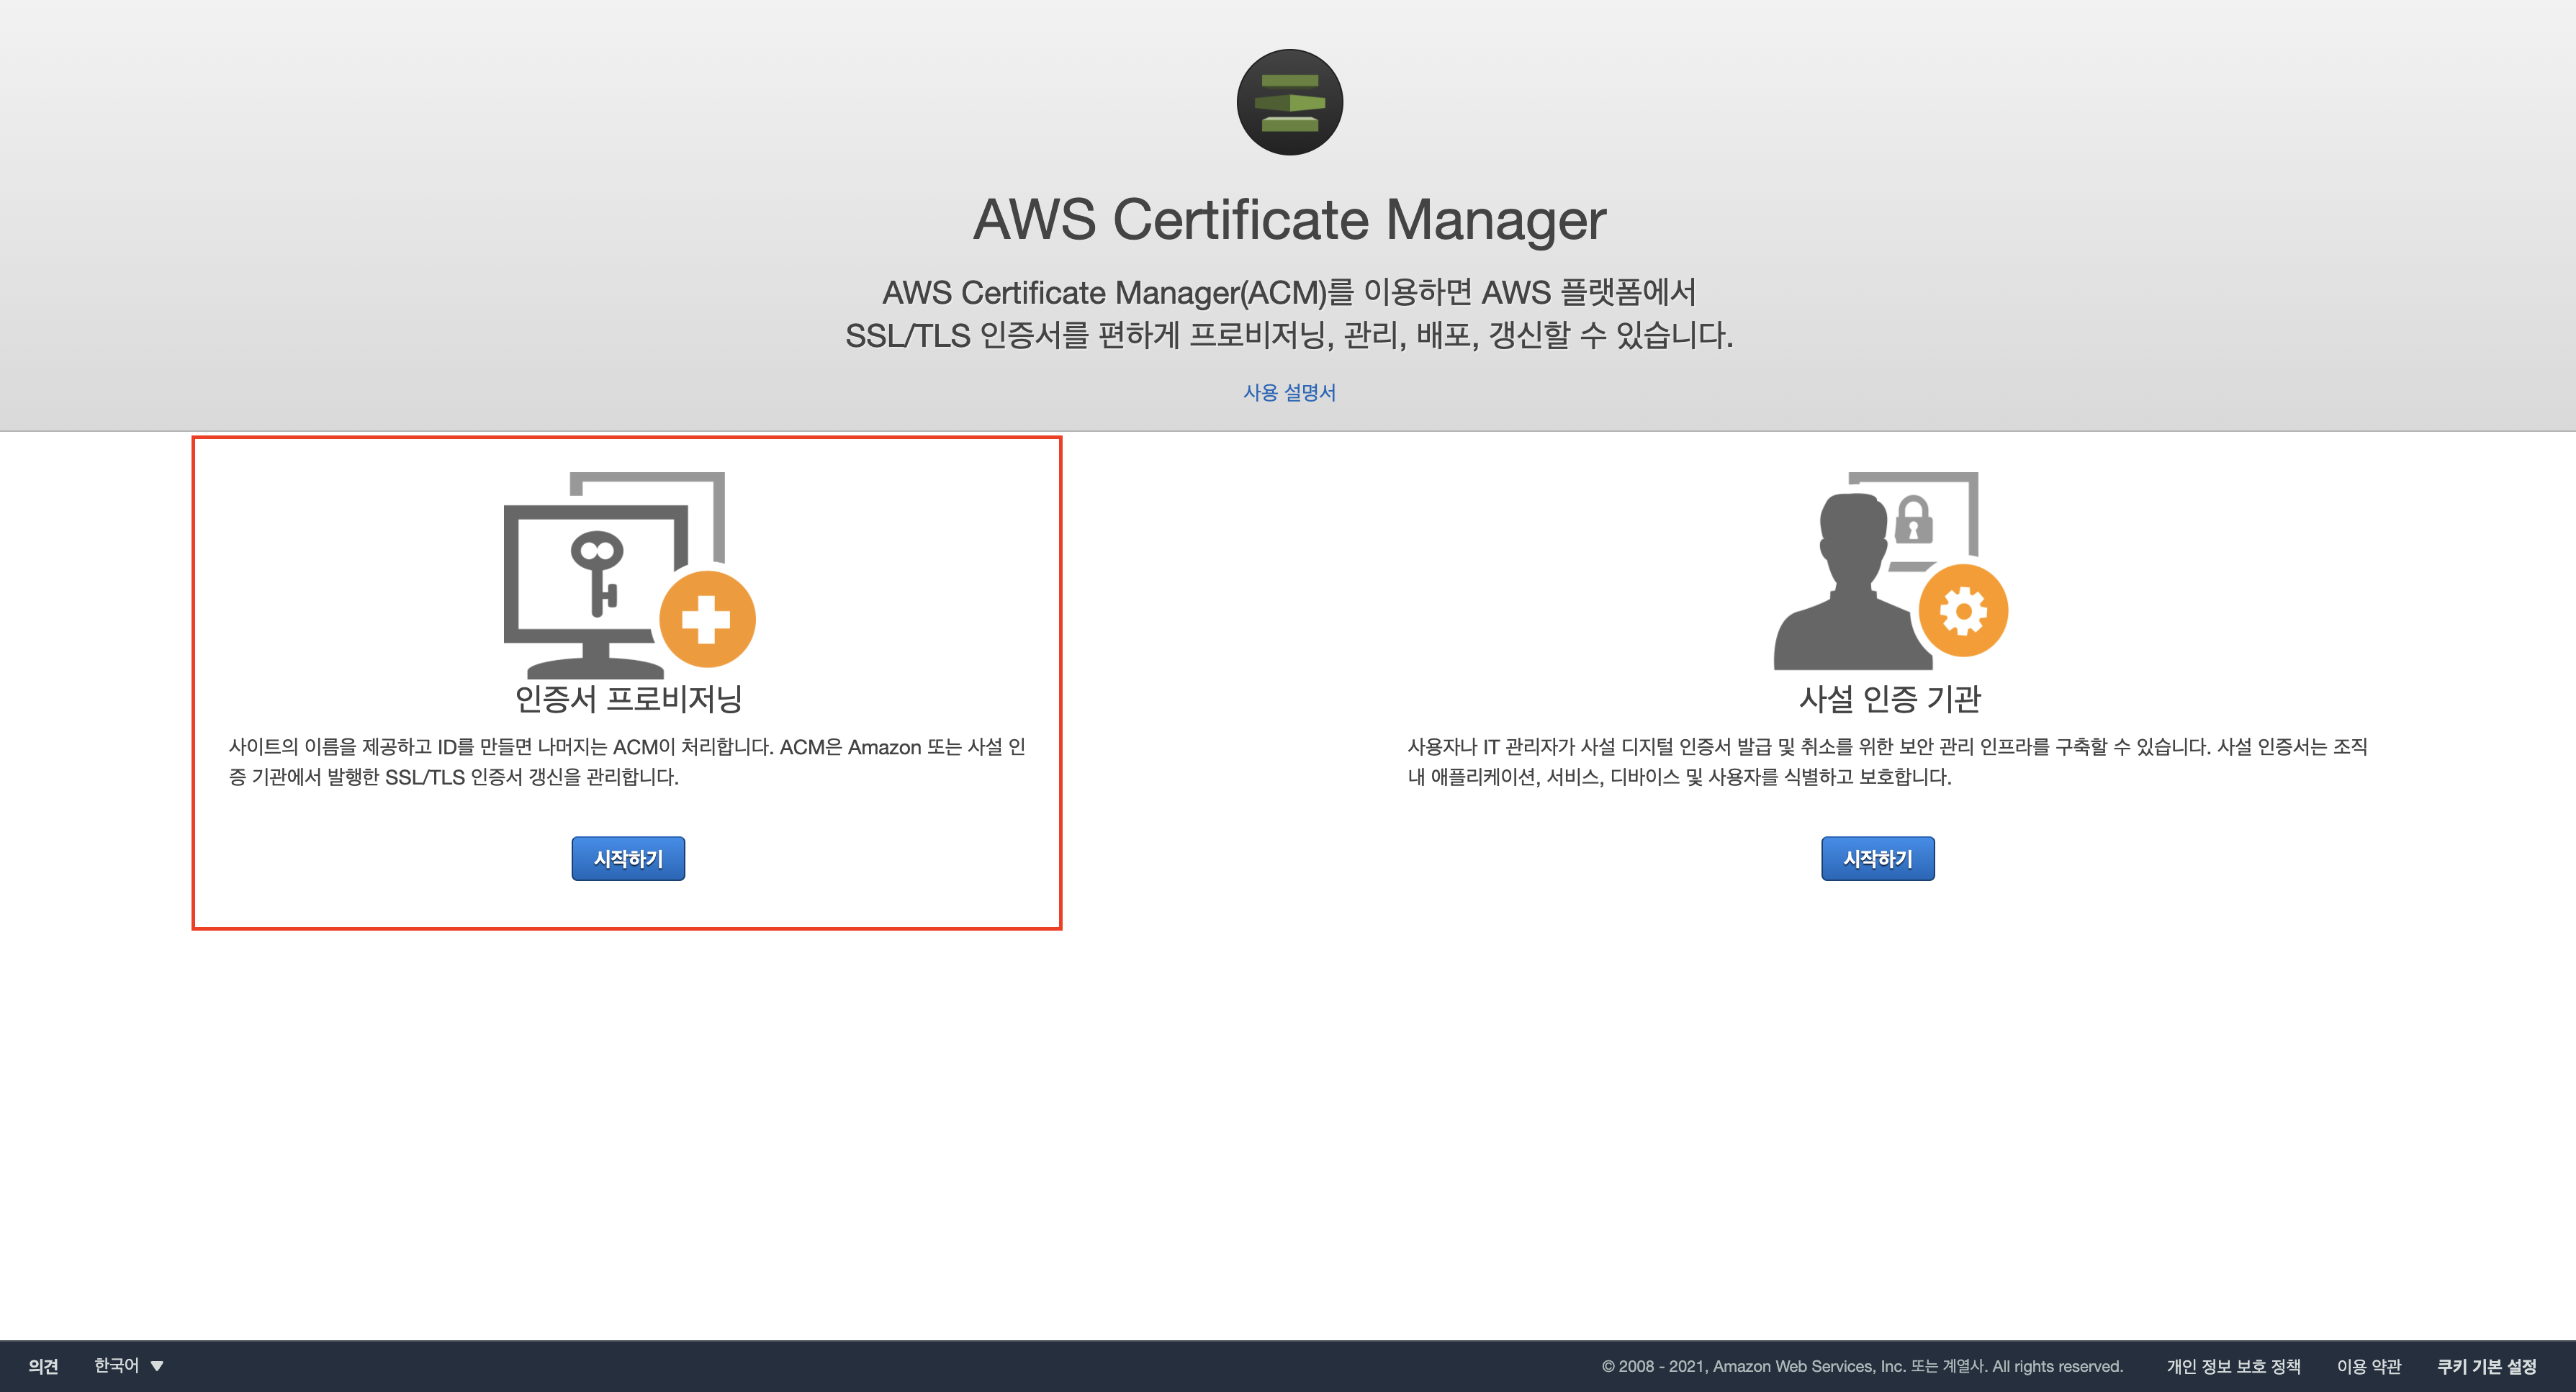 AWS Certificate Manager
AWS Certificate Manager(ACM)를 이용하면 AWS 플랫폼에서
SSL/TLS 인증서를 편하게 프로비저닝, 관리, 배포, 갱신할 수 있습니다.
사용 설명서
인증서 프로비저닝
사이트의 이름을 제공하고 ID를 만들면 나머지는 ACM이 처리합니다. ACM은 Amazon 또는 사설 인
증 기관에서 발행한 SSL/TLS 인증서 갱신을 관리합니다.
시작하기
사설 인증 기관
사용자나 IT 관리자가 사설 디지털 인증서 발급 및 취소를 위한 보안 관리 인프라를 구축할 수 있습니다. 사설 인증서는 조직
내 애플리케이션, 서비스, 디바이스 및 사용자를 식별하고 보호합니다.
시작하기
의견 한국어 © 2008 - 2021, Amazon Web Services, Inc. 또는 계열사. All rights reserved. 개인 정보 보호 정책 이용 약관 쿠키 기본 설정